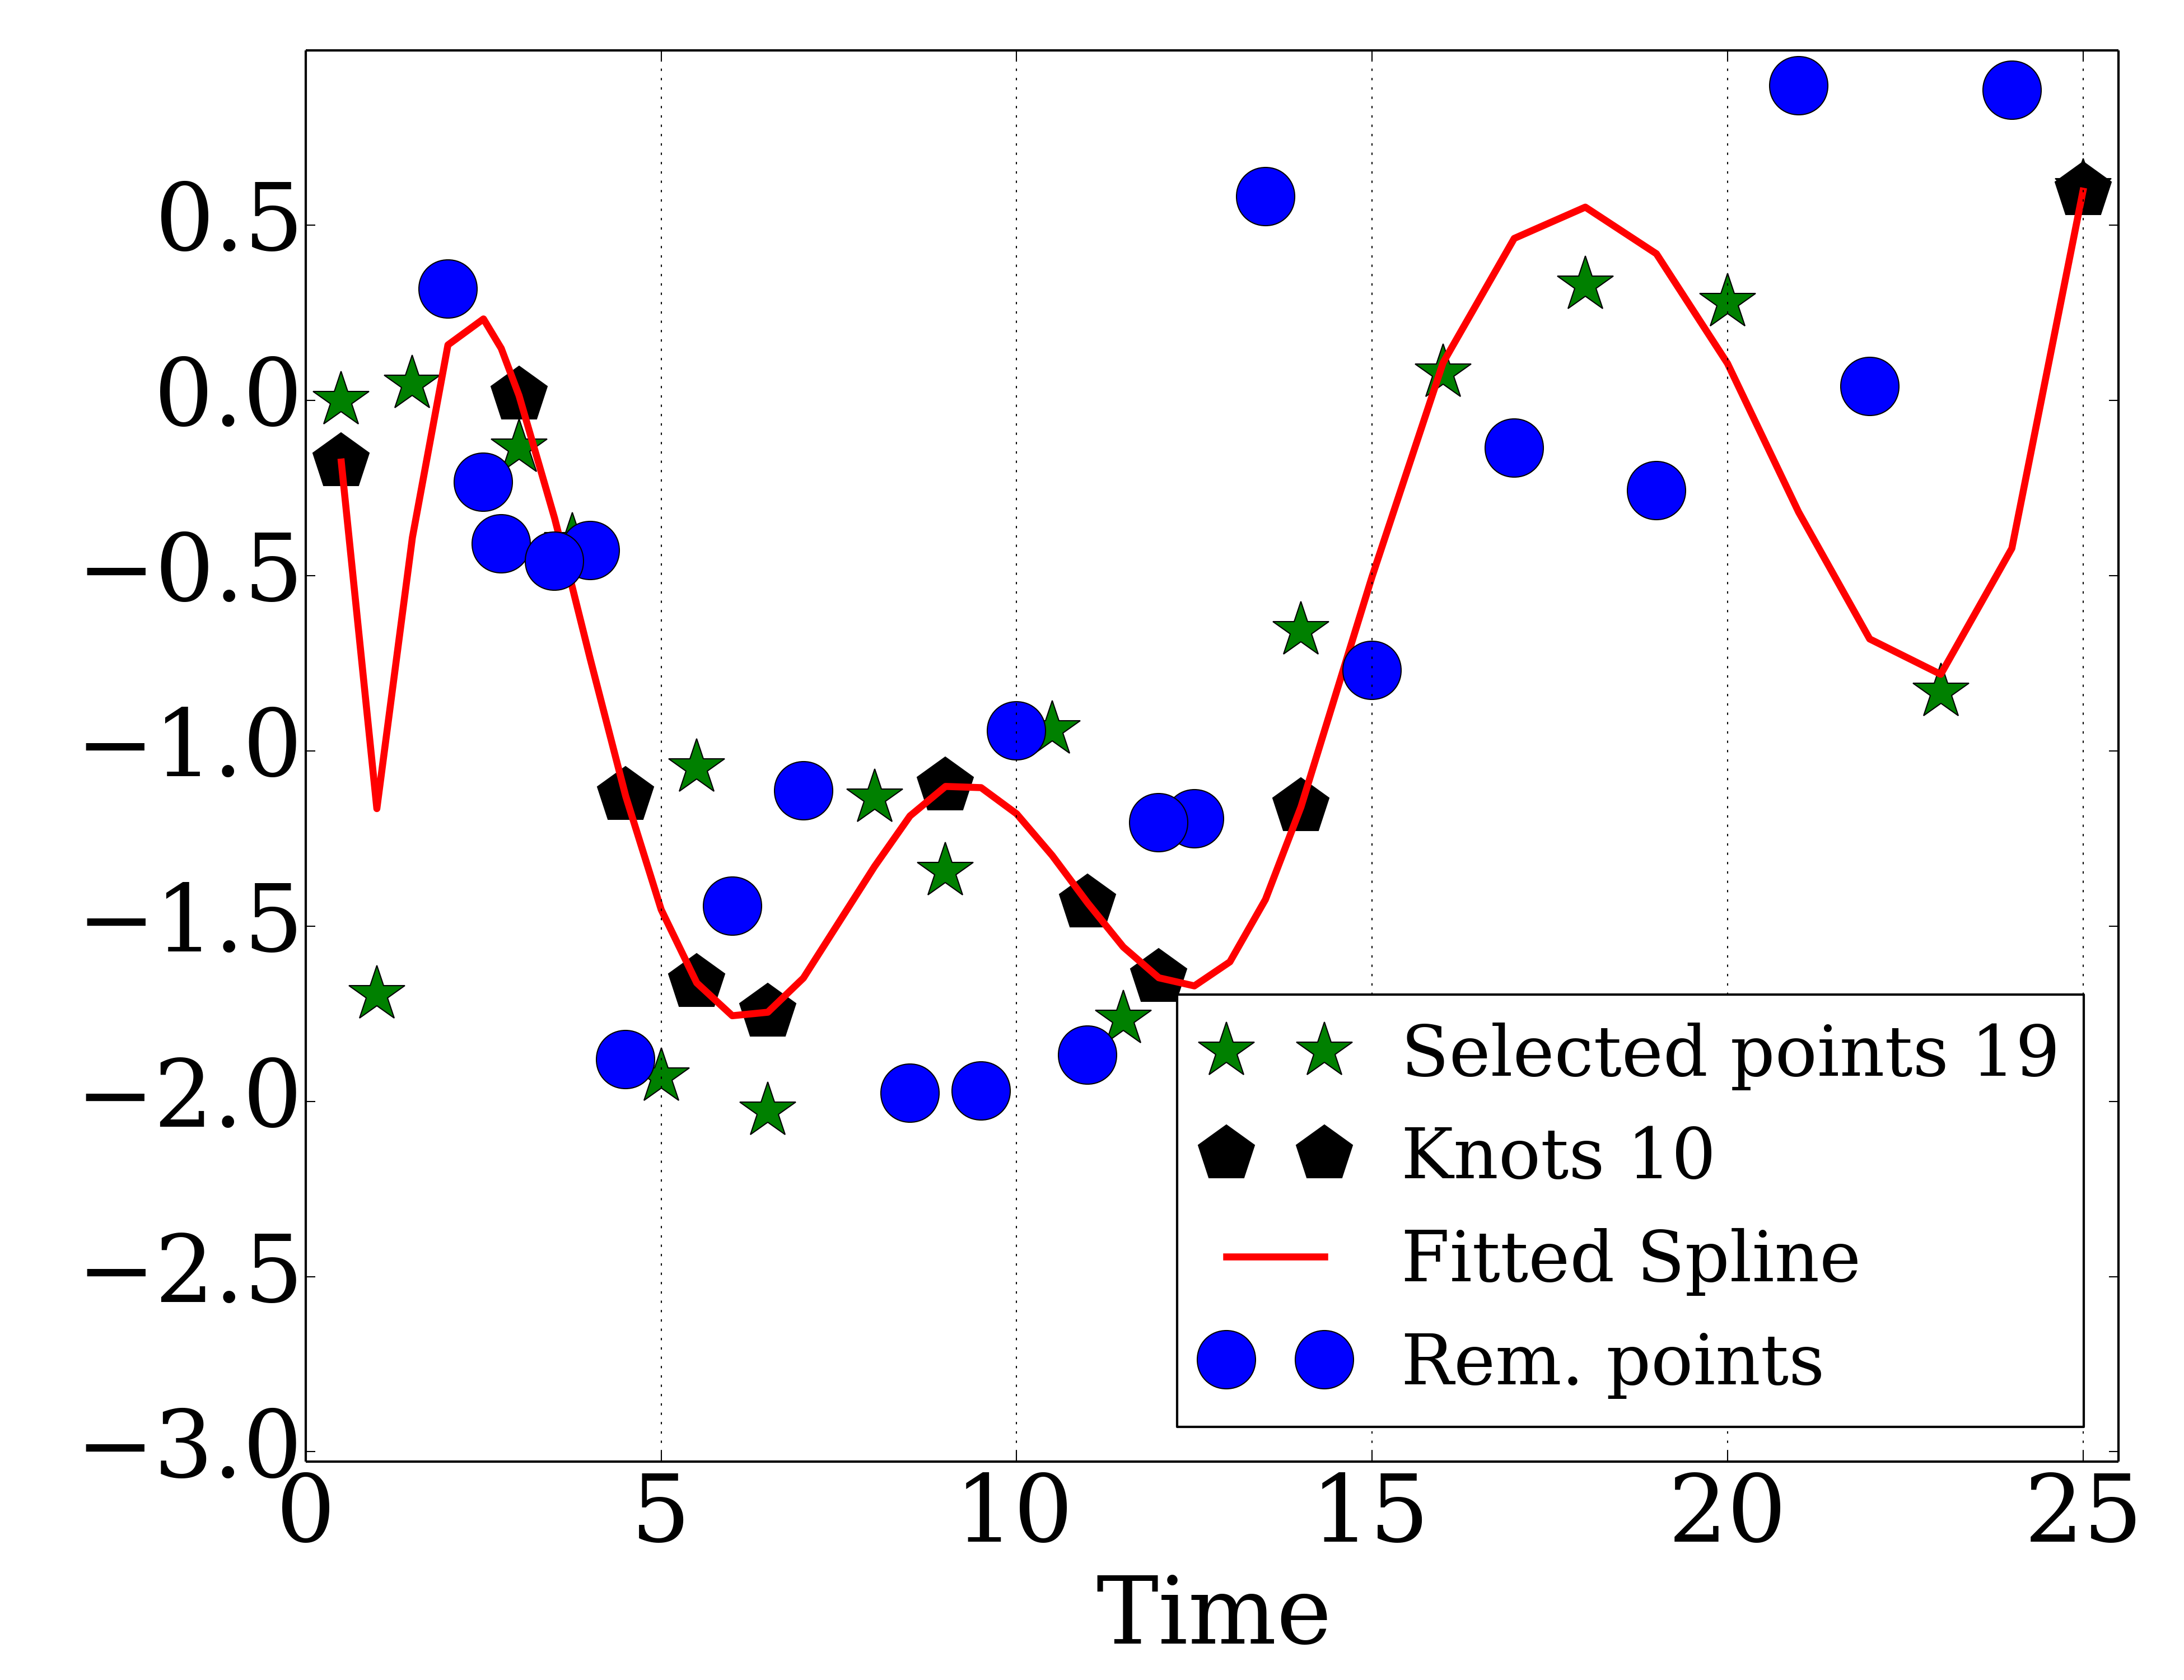 0.5
0.0
−0.5
−1.0
−1.5
−2.0
−2.5
−3.0
0 5 10 15 20 25
Time
Selected points 19
Knots 10
Fitted Spline
Rem. points